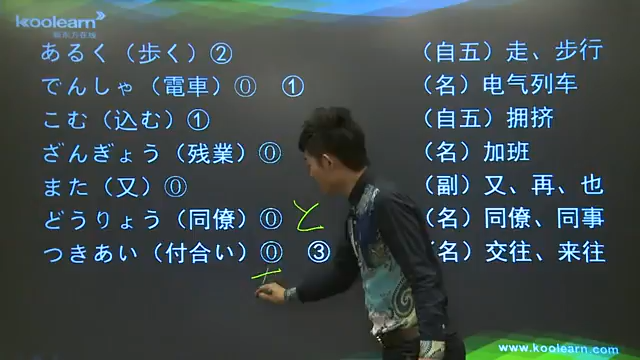 koolearn
新东方在线
あるく（歩く）② （自五）走、步行
でんしゃ（電車）⓪ ① （名）电气列车
こむ（込む）① （自五）拥挤
ざんぎょう（残業）⓪ （名）加班
また（又）⓪ （副）又、再、也
どうりょう（同僚）⓪ と （名）同僚、同事
つきあい（付合い）⓪ ③ （名）交往、来往
www.koolearn.com